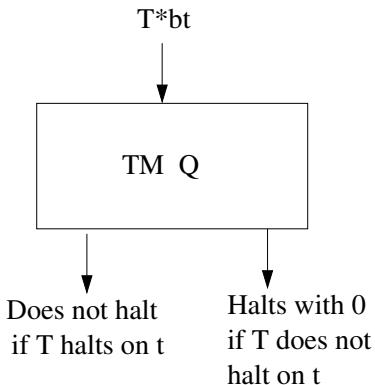 T*bt
TM Q
Does not halt
if T halts on t
Halts with 0
if T does not
halt on t